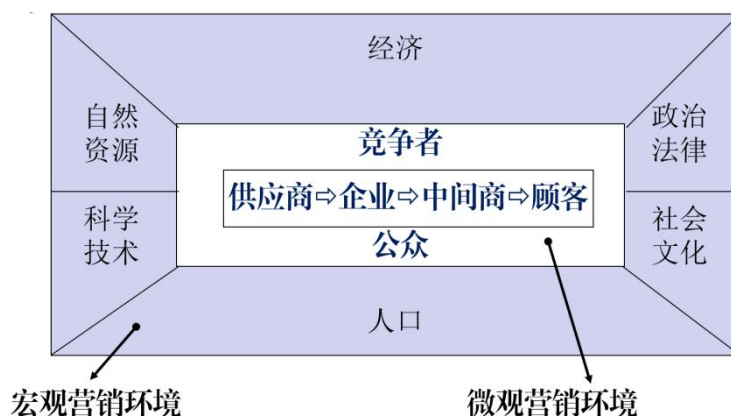 经济
自然
资源
政治
法律
竞争者
供应商⇨企业⇨中间商⇨顾客
科学
技术
社会
文化
公众
人口
宏观营销环境
微观营销环境